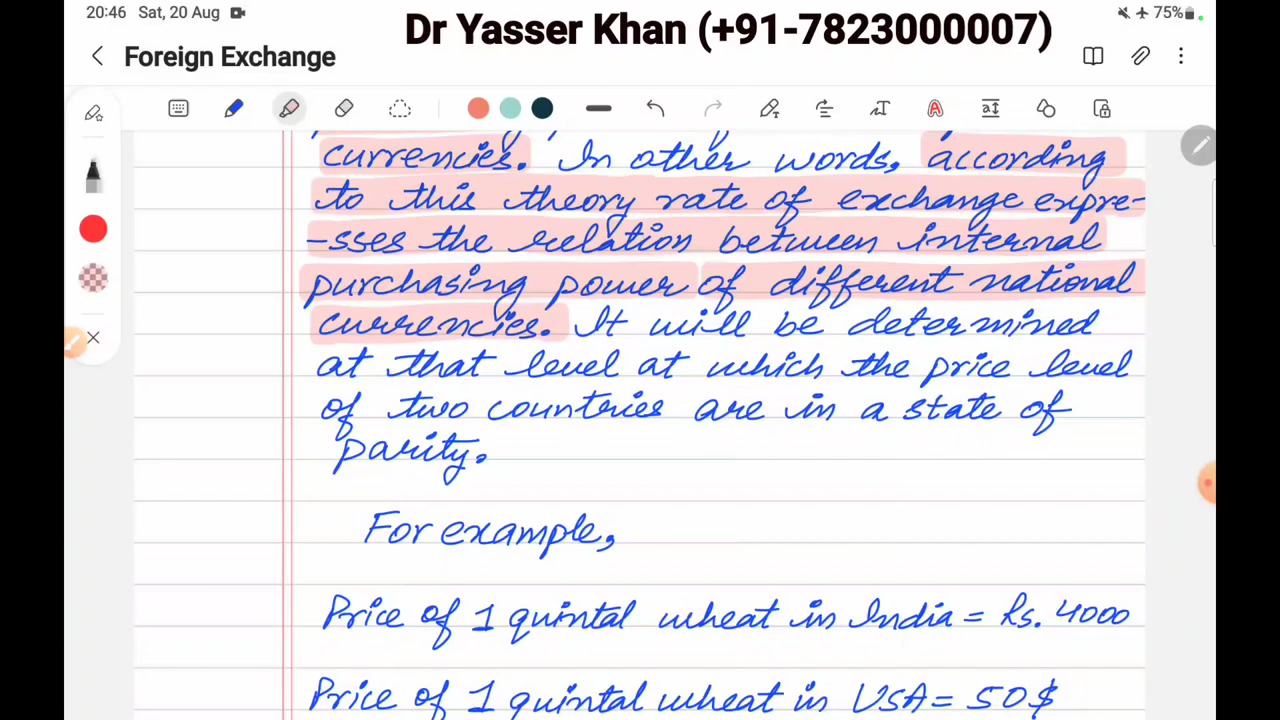 20:46 Sat, 20 Aug
Dr Yasser Khan (+91-7823000007)
75%
Foreign Exchange
currencies. In other words, according
to this theory rate of exchange expre-
-sses the relation between internal
purchasing power of different national
currencies. It will be determined
at that level at which the price level
of two countries are in a state of
parity.
For example,
Price of 1 quintal wheat in India = Rs. 4000
Price of 1 quintal wheat in USA = 50$